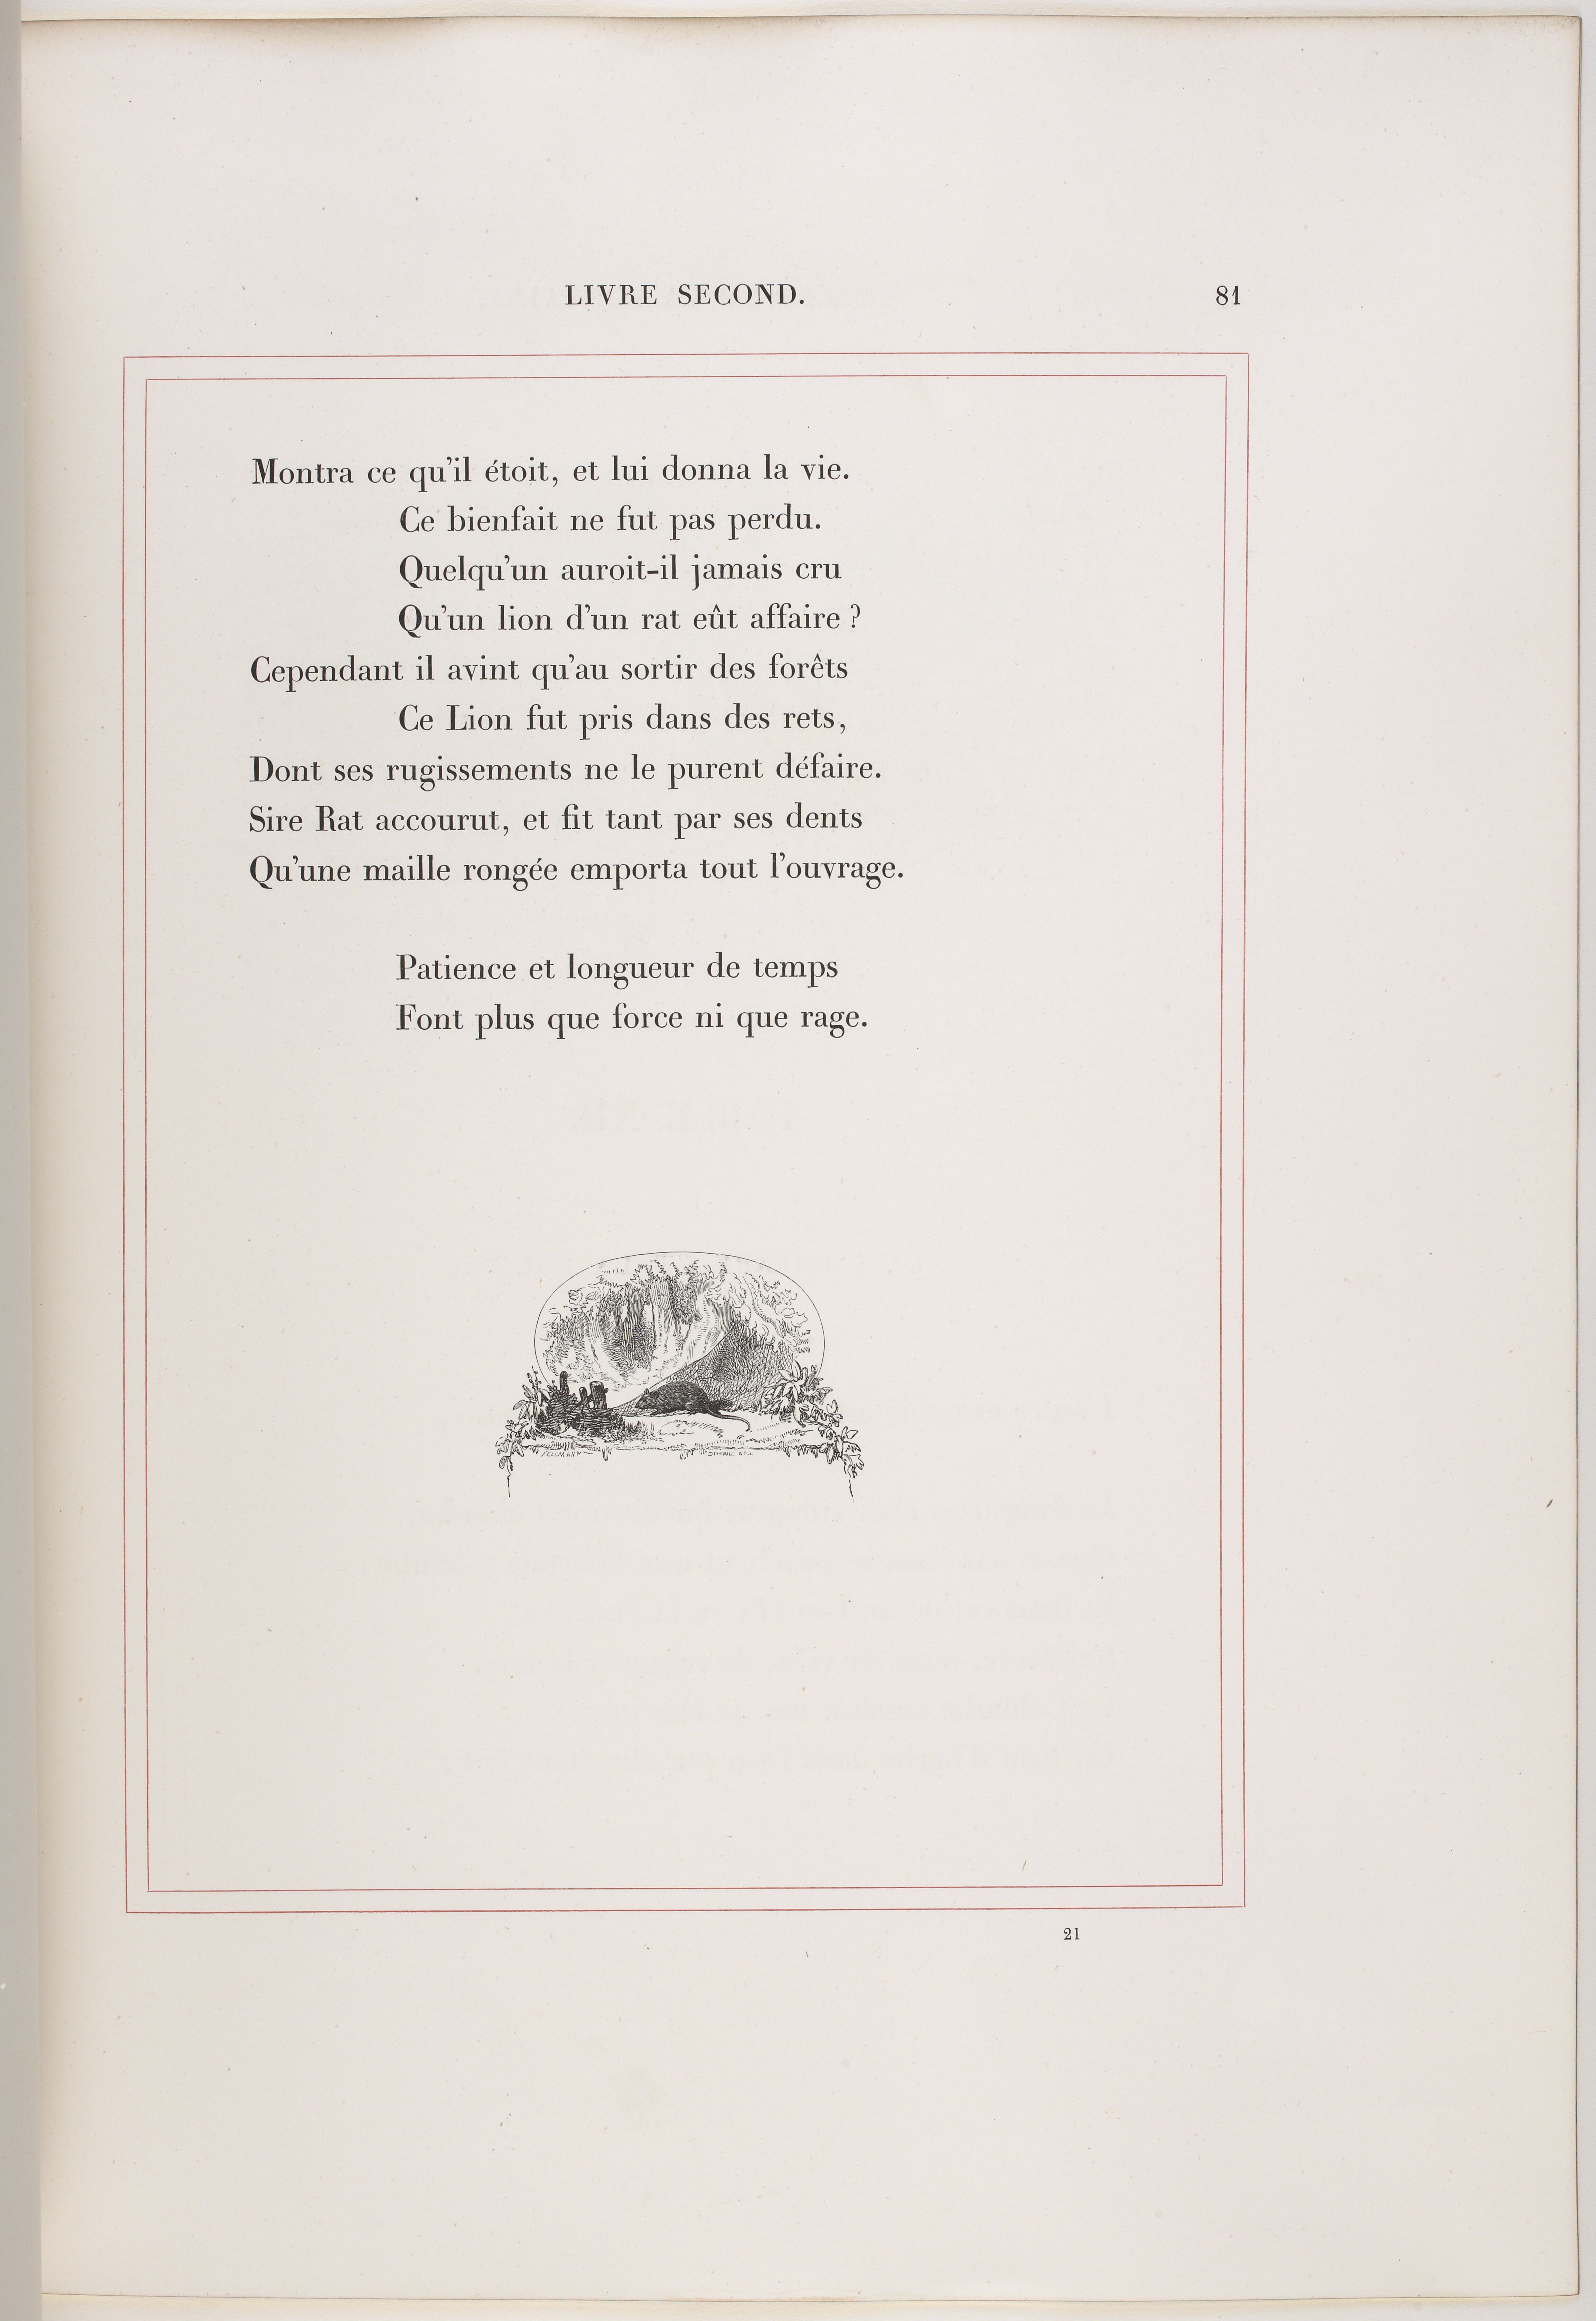 LIVRE SECOND. 81
Montra ce qu'il étoit, et lui donna la vie.
Ce bienfait ne fut pas perdu.
Quelqu'un auroit-il jamais cru
Qu'un lion d'un rat eût affaire ?
Cependant il avint qu'au sortir des forêts
Ce Lion fut pris dans des rets,
Dont ses rugissements ne le purent défaire.
Sire Rat accourut, et fit tant par ses dents
Qu'une maille rongée emporta tout l'ouvrage.
Patience et longueur de temps
Font plus que force ni que rage.
21